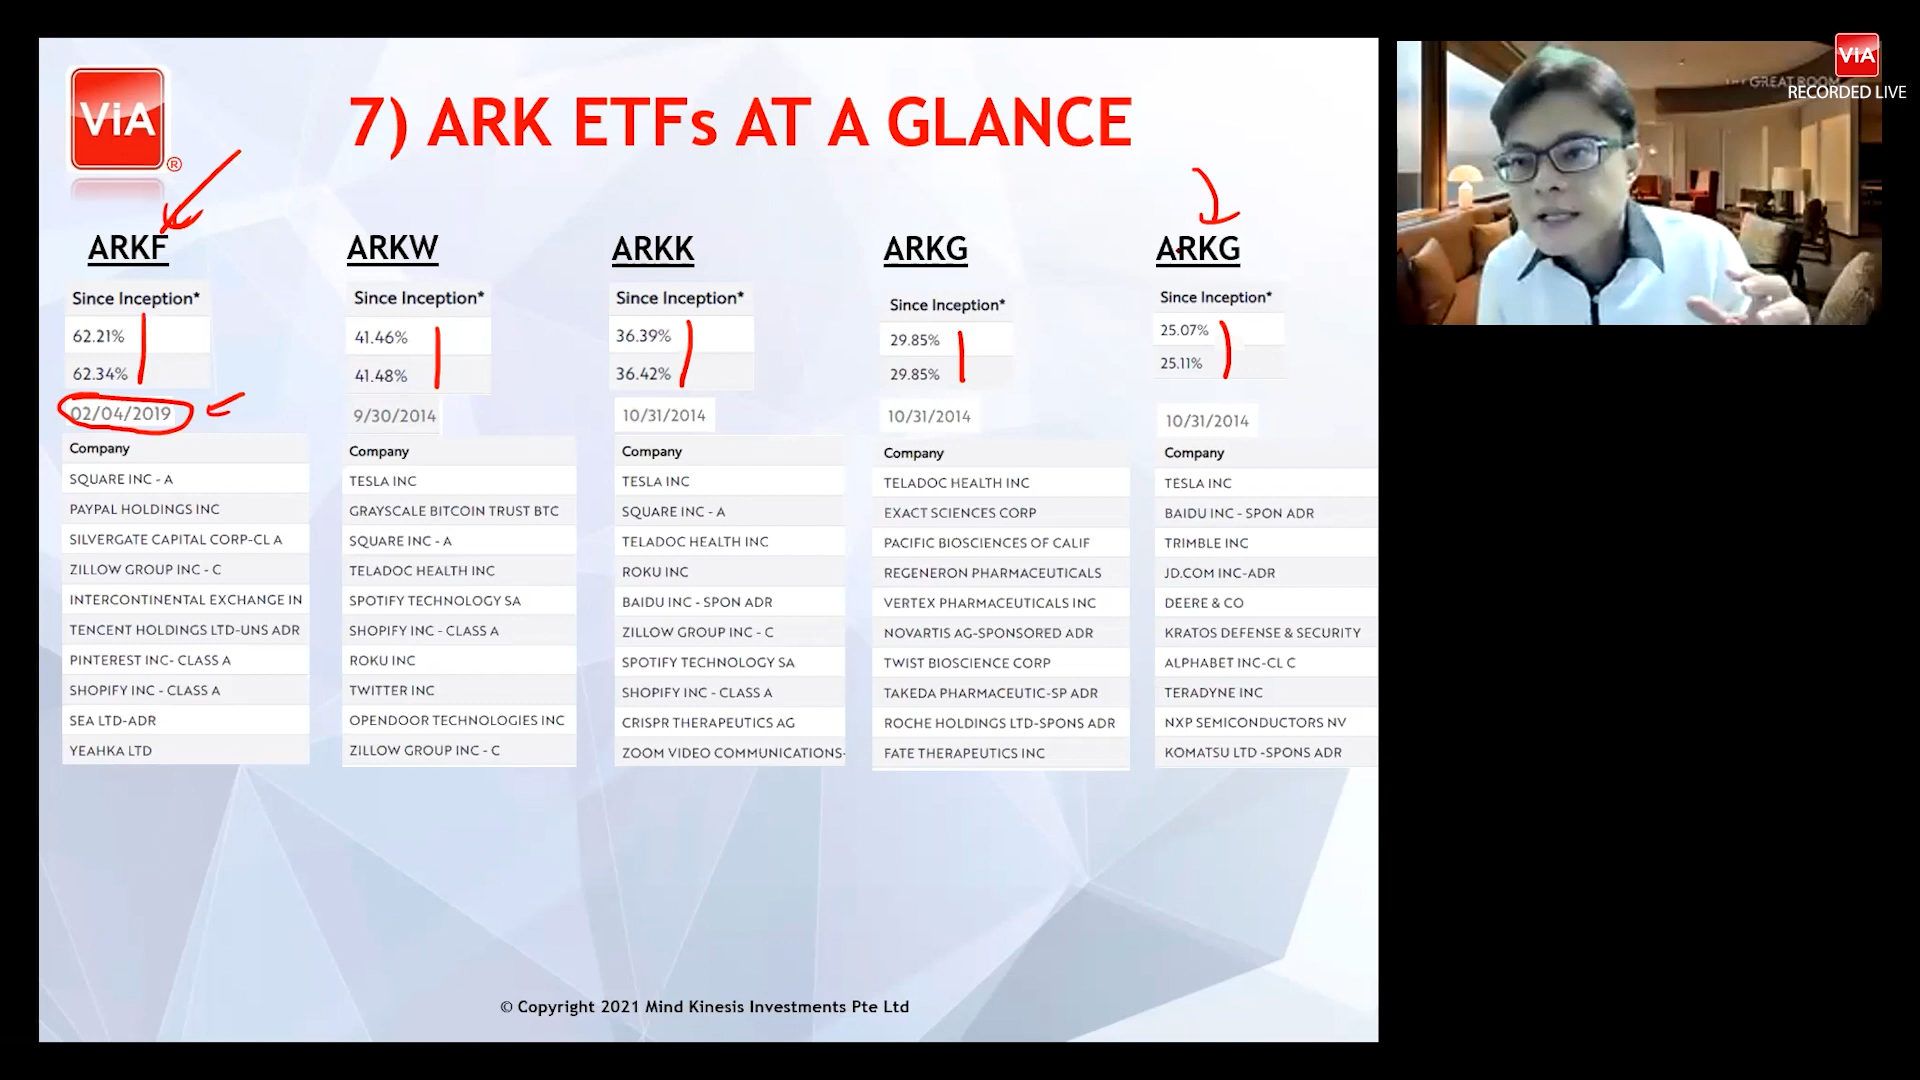 ViA
®
7) ARK ETFs AT A GLANCE
ARKF
Since Inception*
62.21%
62.34%
02/04/2019
Company
SQUARE INC - A
PAYPAL HOLDINGS INC
SILVERGATE CAPITAL CORP-CL A
ZILLOW GROUP INC - C
INTERCONTINENTAL EXCHANGE IN
TENCENT HOLDINGS LTD-UNS ADR
PINTEREST INC- CLASS A
SHOPIFY INC - CLASS A
SEA LTD-ADR
YEAHKA LTD
ARKW
Since Inception*
41.46%
41.48%
9/30/2014
Company
TESLA INC
GRAYSCALE BITCOIN TRUST BTC
SQUARE INC - A
TELADOC HEALTH INC
SPOTIFY TECHNOLOGY SA
SHOPIFY INC - CLASS A
ROKU INC
TWITTER INC
OPENDOOR TECHNOLOGIES INC
ZILLOW GROUP INC - C
ARKK
Since Inception*
36.39%
36.42%
10/31/2014
Company
TESLA INC
SQUARE INC - A
TELADOC HEALTH INC
ROKU INC
BAIDU INC - SPON ADR
ZILLOW GROUP INC - C
SPOTIFY TECHNOLOGY SA
SHOPIFY INC - CLASS A
CRISPR THERAPEUTICS AG
ZOOM VIDEO COMMUNICATIONS-
ARKG
Since Inception*
29.85%
29.85%
10/31/2014
Company
TELADOC HEALTH INC
EXACT SCIENCES CORP
PACIFIC BIOSCIENCES OF CALIF
REGENERON PHARMACEUTICALS
VERTEX PHARMACEUTICALS INC
NOVARTIS AG-SPONSORED ADR
TWIST BIOSCIENCE CORP
TAKEDA PHARMACEUTIC-SP ADR
ROCHE HOLDINGS LTD-SPONS ADR
FATE THERAPEUTICS INC
ARKG
Since Inception*
25.07%
25.11%
10/31/2014
Company
TESLA INC
BAIDU INC - SPON ADR
TRIMBLE INC
JD.COM INC-ADR
DEERE & CO
KRATOS DEFENSE & SECURITY
ALPHABET INC-CL C
TERADYNE INC
NXP SEMICONDUCTORS NV
KOMATSU LTD -SPONS ADR
© Copyright 2021 Mind Kinesis Investments Pte Ltd
ViA
GREAT ROOM
RECORDED LIVE